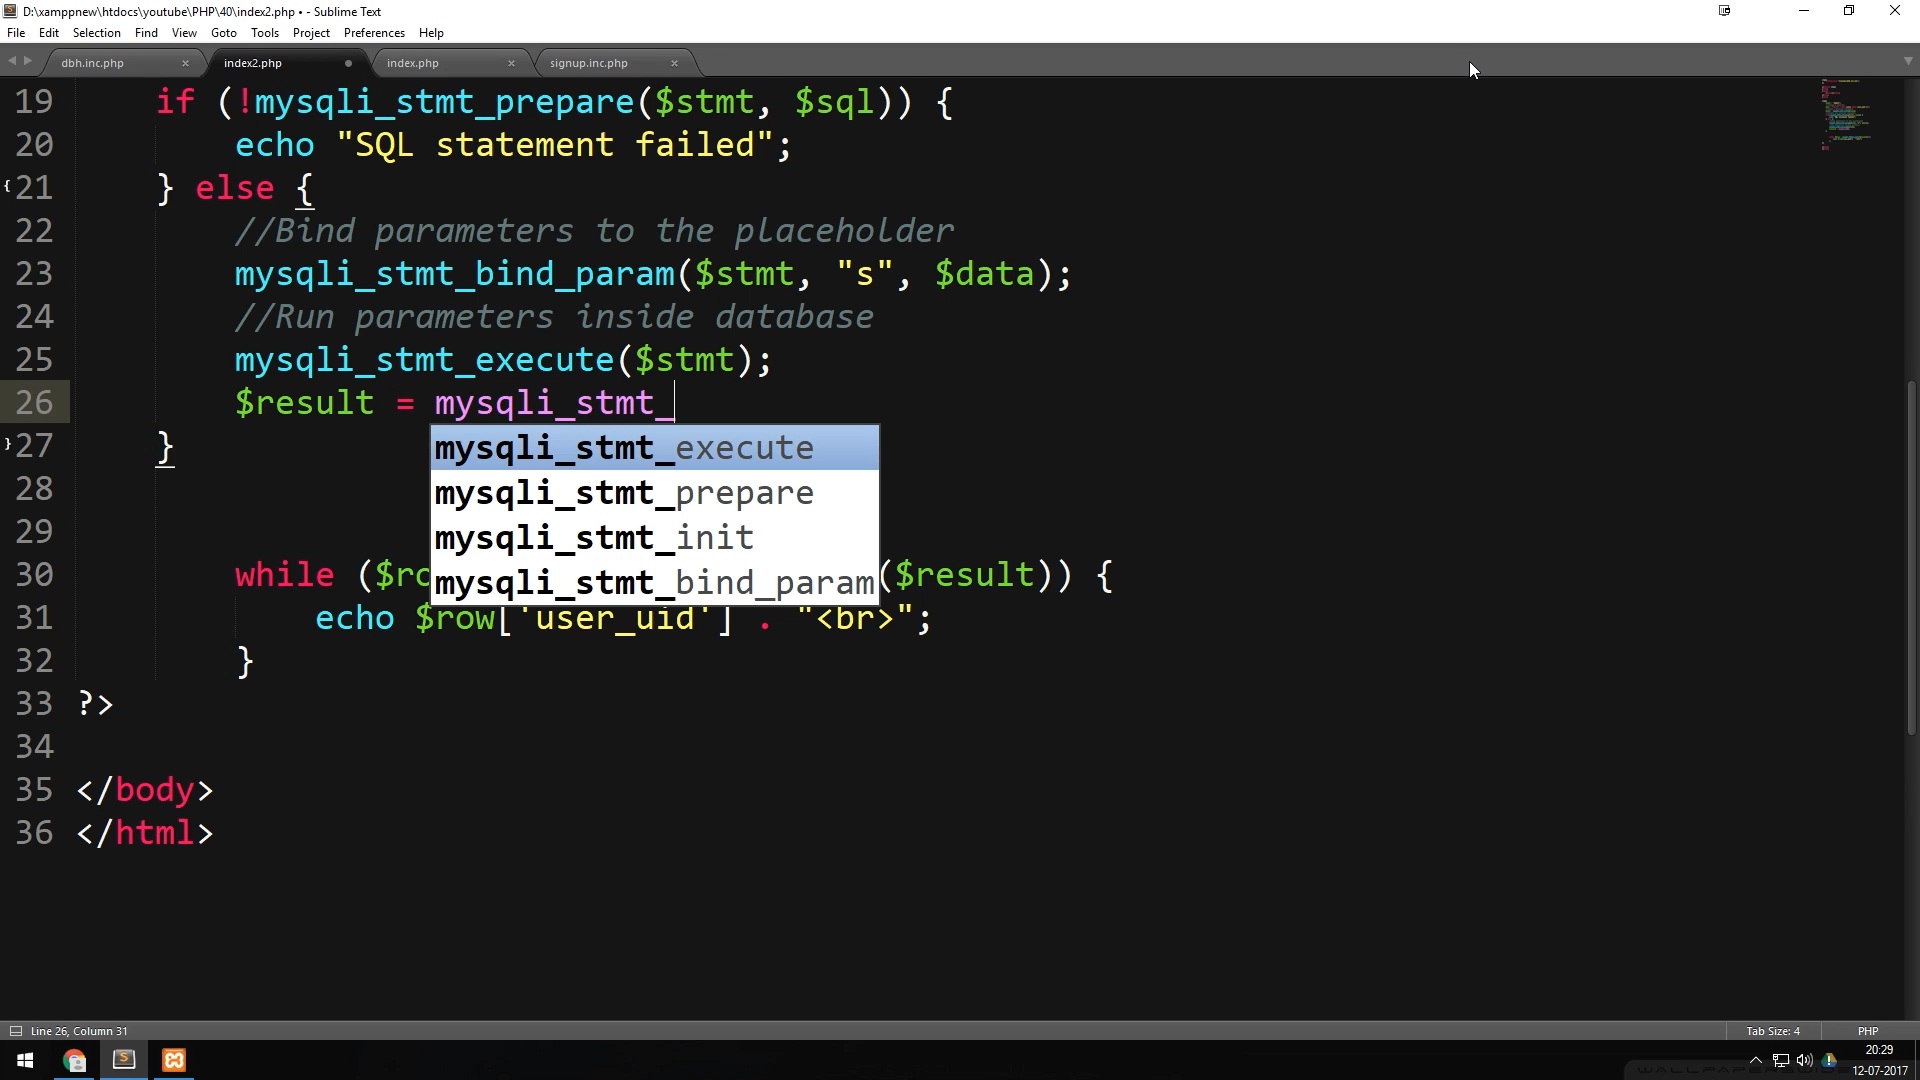 D:\xamppnew\htdocs\youtube\PHP\40\index2.php • - Sublime Text
File Edit Selection Find View Goto Tools Project Preferences Help
dbh.inc.php index2.php index.php signup.inc.php
19 if (!mysqli_stmt_prepare($stmt, $sql)) {
20 echo "SQL statement failed";
21 } else {
22 //Bind parameters to the placeholder
23 mysqli_stmt_bind_param($stmt, "s", $data);
24 //Run parameters inside database
25 mysqli_stmt_execute($stmt);
26 $result = mysqli_stmt_
mysqli_stmt_execute
27 }
28
mysqli_stmt_prepare
29
mysqli_stmt_init
30 while ($ro ($result)) {
mysqli_stmt_bind_param
31 echo $row['user_uid'] . "<br>";
32 }
33 ?>
34
35 </body>
36 </html>
Line 26, Column 31 Tab Size: 4 PHP
20:29
12-07-2017